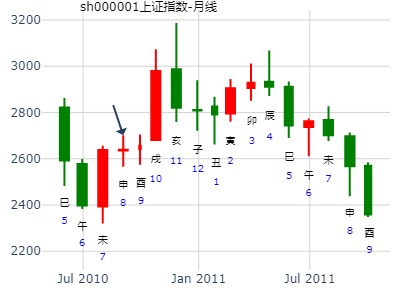 sh000001上证指数-月线
3200
3000
2800
2600
2400
2200
巳
5
午
6
未
7
申
8
酉
9
戌
10
亥
11
子
12
丑
1
寅
2
卯
3
辰
4
巳
5
午
6
未
7
申
8
酉
9
Jul 2010
Jan 2011
Jul 2011